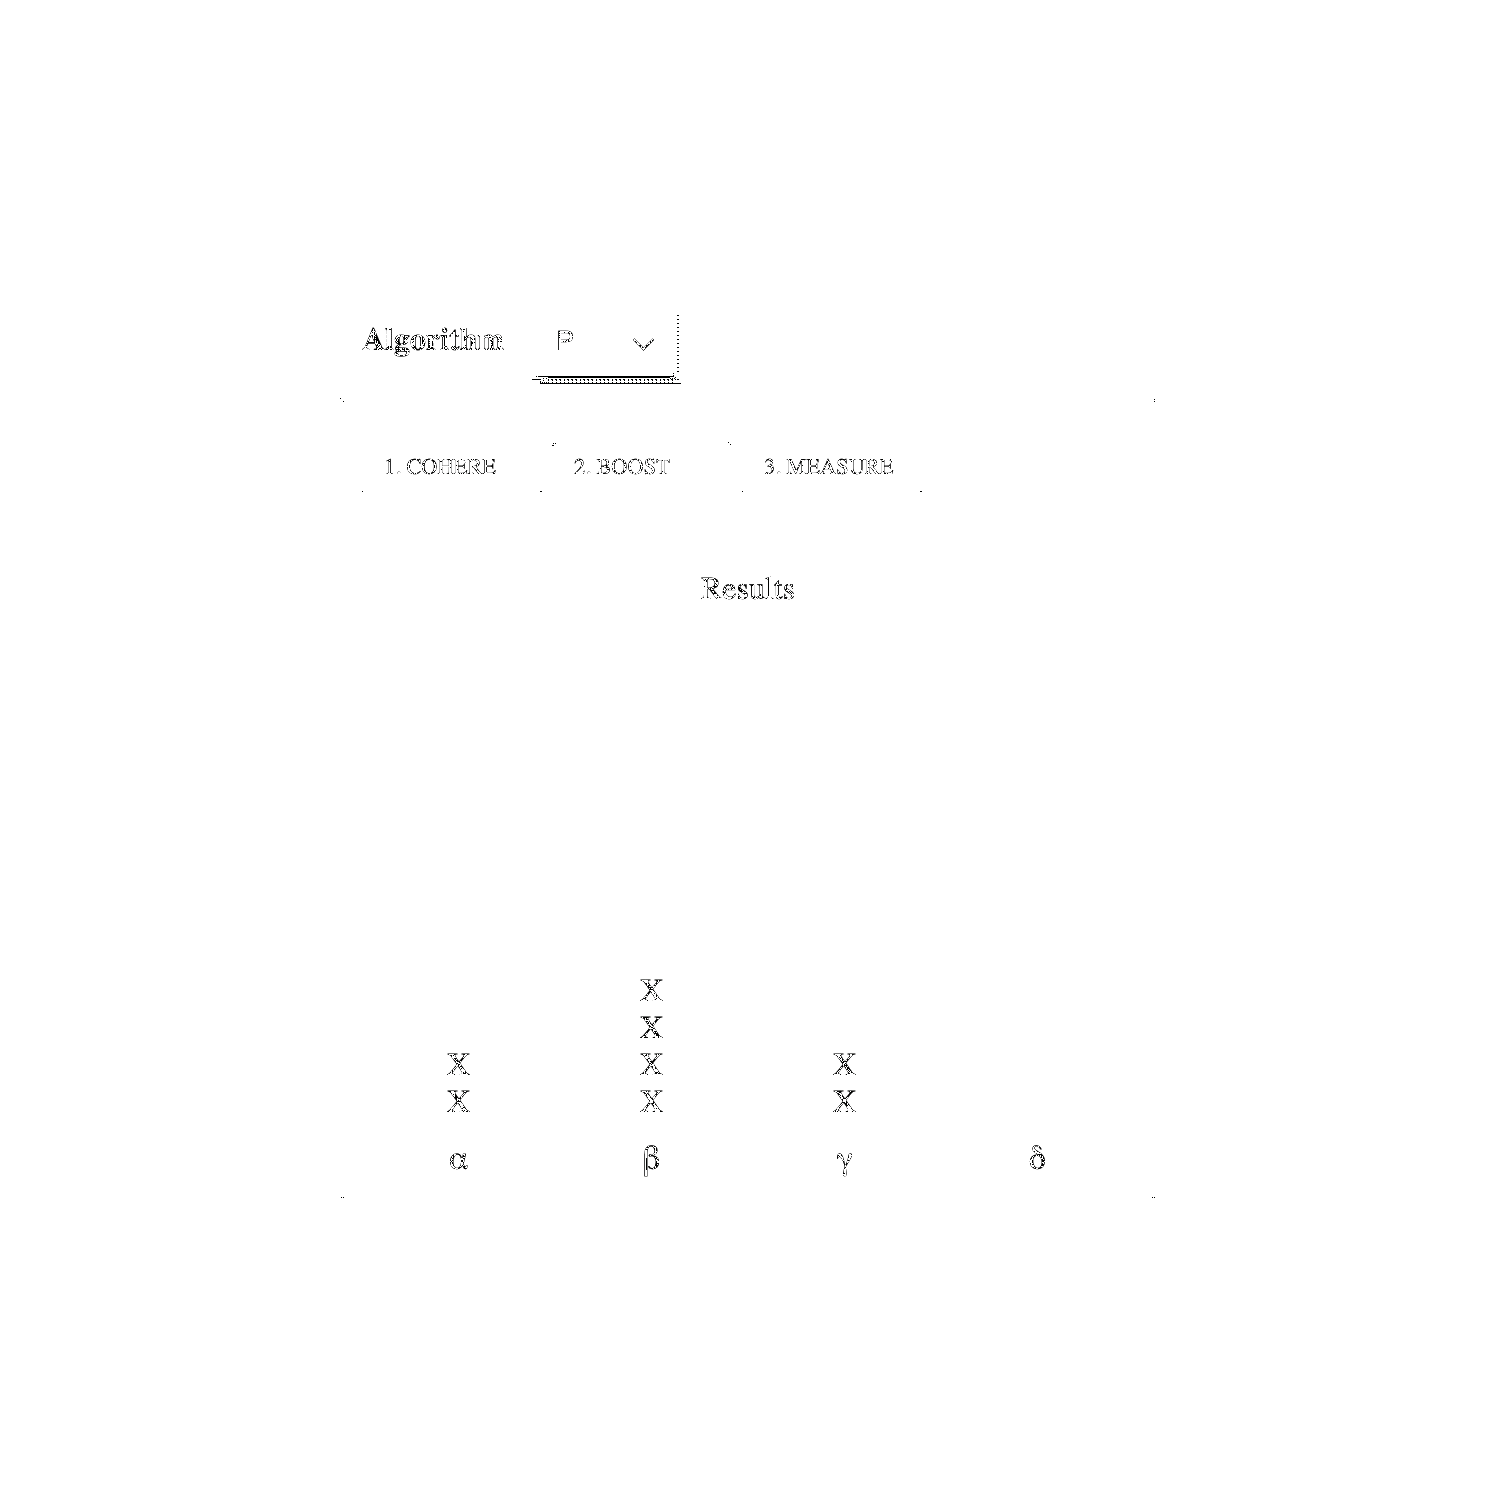 Algorithm P
1. COHERE 2. BOOST 3. MEASURE
Results
X
X
X X X
X X X
α β γ δ